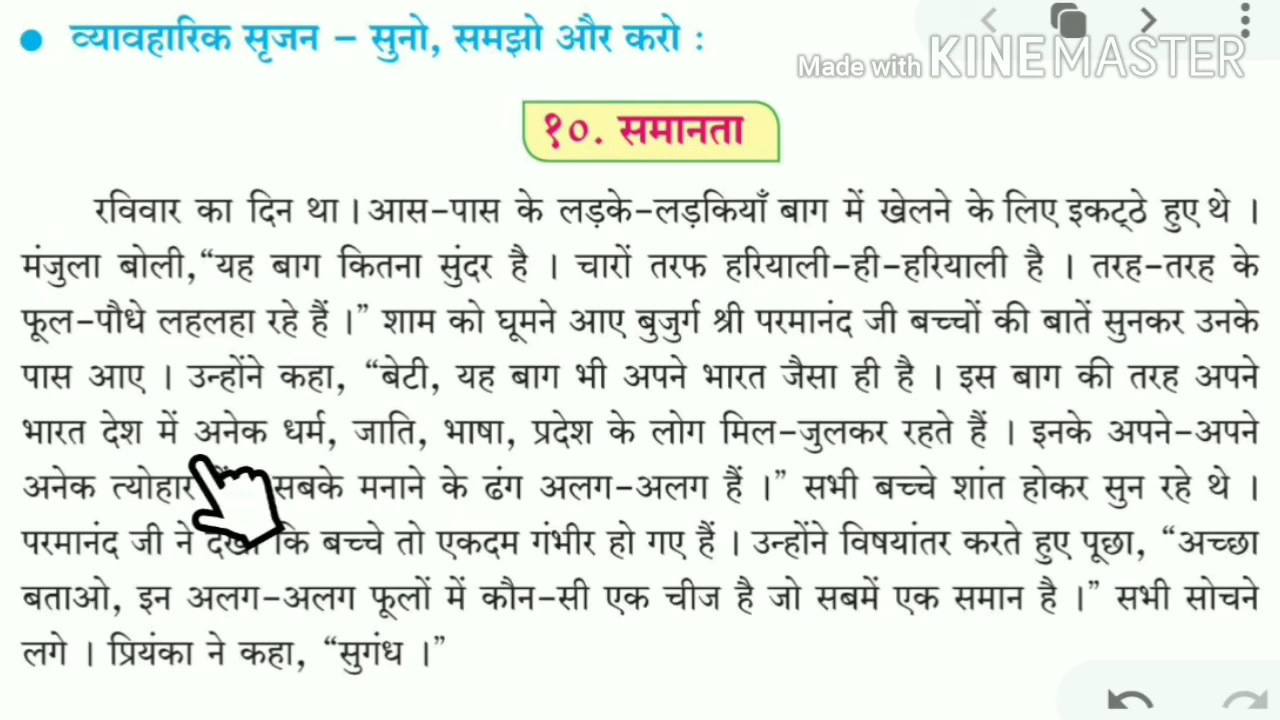 ● व्यावहारिक सृजन – सुनो, समझो और करो :
Made with KINEMASTER
१०. समानता
रविवार का दिन था । आस-पास के लड़के-लड़कियाँ बाग में खेलने के लिए इकट्ठे हुए थे ।
मंजुला बोली, “यह बाग कितना सुंदर है । चारों तरफ हरियाली-ही-हरियाली है । तरह-तरह के
फूल-पौधे लहलहा रहे हैं ।” शाम को घूमने आए बुजुर्ग श्री परमानंद जी बच्चों की बातें सुनकर उनके
पास आए । उन्होंने कहा, “बेटी, यह बाग भी अपने भारत जैसा ही है । इस बाग की तरह अपने
भारत देश में अनेक धर्म, जाति, भाषा, प्रदेश के लोग मिल-जुलकर रहते हैं । इनके अपने-अपने
अनेक त्योहार सबके मनाने के ढंग अलग-अलग हैं ।” सभी बच्चे शांत होकर सुन रहे थे ।
परमानंद जी ने देखा कि बच्चे तो एकदम गंभीर हो गए हैं । उन्होंने विषयांतर करते हुए पूछा, “अच्छा
बताओ, इन अलग-अलग फूलों में कौन-सी एक चीज है जो सबमें एक समान है ।” सभी सोचने
लगे । प्रियंका ने कहा, “सुगंध ।”